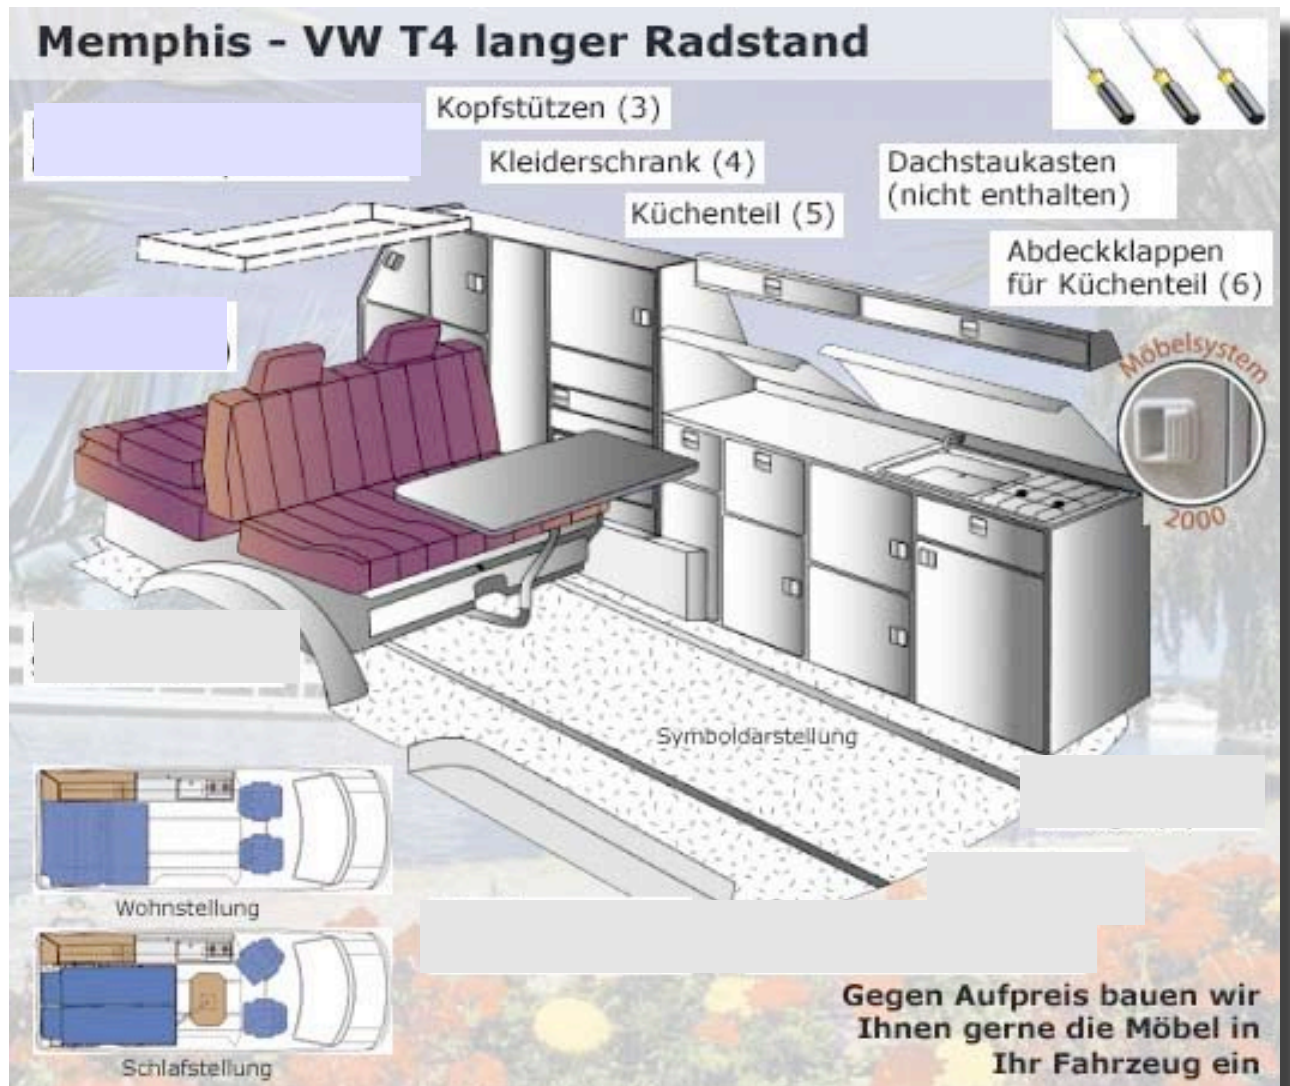 Memphis - VW T4 langer Radstand
Kopfstützen (3)
Kleiderschrank (4)
Küchenteil (5)
Dachstaukasten
(nicht enthalten)
Abdeckklappen
für Küchenteil (6)
Möbelsystem
2000
Symboldarstellung
Wohnstellung
Schlafstellung
Gegen Aufpreis bauen wir
Ihnen gerne die Möbel in
Ihr Fahrzeug ein